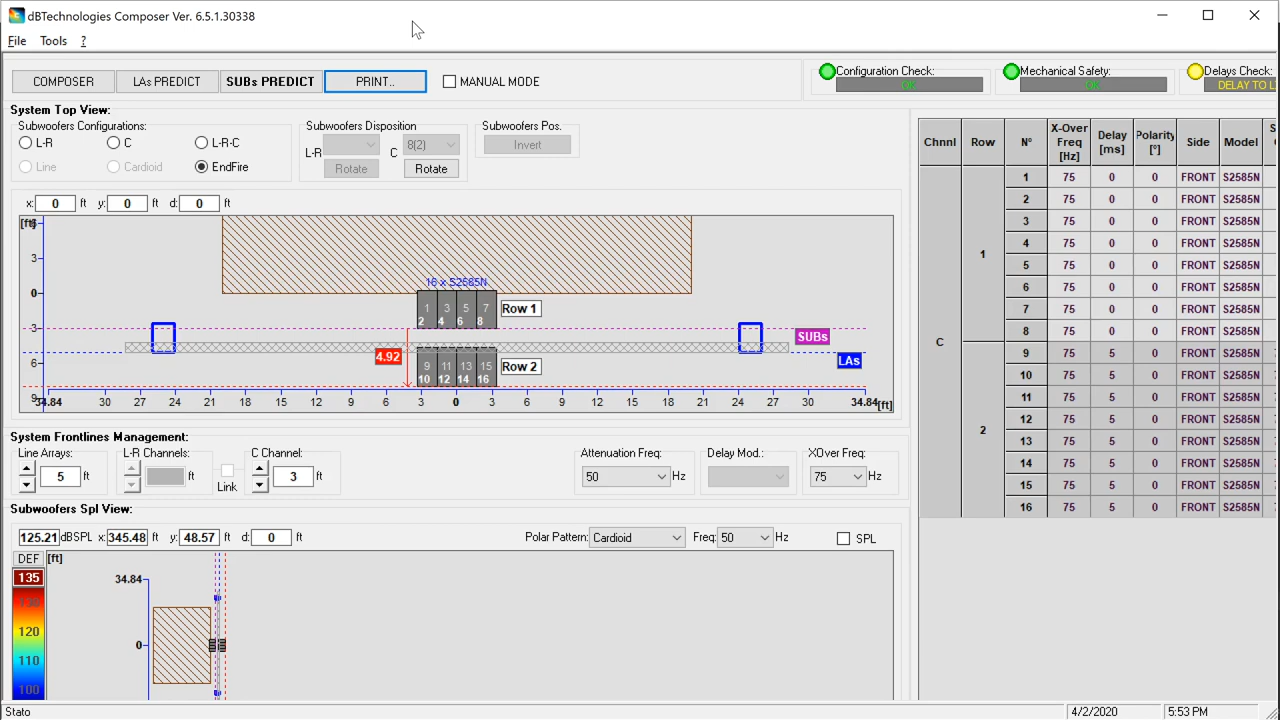 dBTechnologies Composer Ver. 6.5.1.30338
File Tools ?
COMPOSER LAs PREDICT SUBs PREDICT PRINT.. MANUAL MODE
Configuration Check: OK
Mechanical Safety: OK
Delays Check: DELAY TO L
System Top View:
Subwoofers Configurations:
L-R C L-R-C
Line Cardioid EndFire
Subwoofers Disposition
L-R C 8(2)
Rotate Rotate
Subwoofers Pos.
Invert
x: 0 ft y: 0 ft d: 0 ft
[ft]
6
3
0
3
6
9
16 x S2585N
1 3 5 7
2 4 6 8
Row 1
SUBs
4.92
LAs
9 11 13 15
10 12 14 16
Row 2
34.84 30 27 24 21 18 15 12 9 6 3 0 3 6 9 12 15 18 21 24 27 30 34.84 [ft]
System Frontlines Management:
Line Arrays: 5 ft
L-R Channels: ft
Link
C Channel: 3 ft
Attenuation Freq: 50 Hz
Delay Mod.:
XOver Freq: 75 Hz
Subwoofers Spl View:
125.21 dBSPL x: 345.48 ft y: 48.57 ft d: 0 ft
Polar Pattern: Cardioid Freq: 50 Hz SPL
DEF [ft]
135
130
120
110
100
34.84
0
Chnnl Row N° X-Over Freq [Hz] Delay [ms] Polarity [°] Side Model
C
1
1 75 0 0 FRONT S2585N
2 75 0 0 FRONT S2585N
3 75 0 0 FRONT S2585N
4 75 0 0 FRONT S2585N
5 75 0 0 FRONT S2585N
6 75 0 0 FRONT S2585N
7 75 0 0 FRONT S2585N
8 75 0 0 FRONT S2585N
2
9 75 5 0 FRONT S2585N
10 75 5 0 FRONT S2585N
11 75 5 0 FRONT S2585N
12 75 5 0 FRONT S2585N
13 75 5 0 FRONT S2585N
14 75 5 0 FRONT S2585N
15 75 5 0 FRONT S2585N
16 75 5 0 FRONT S2585N
Stato 4/2/2020 5:53 PM